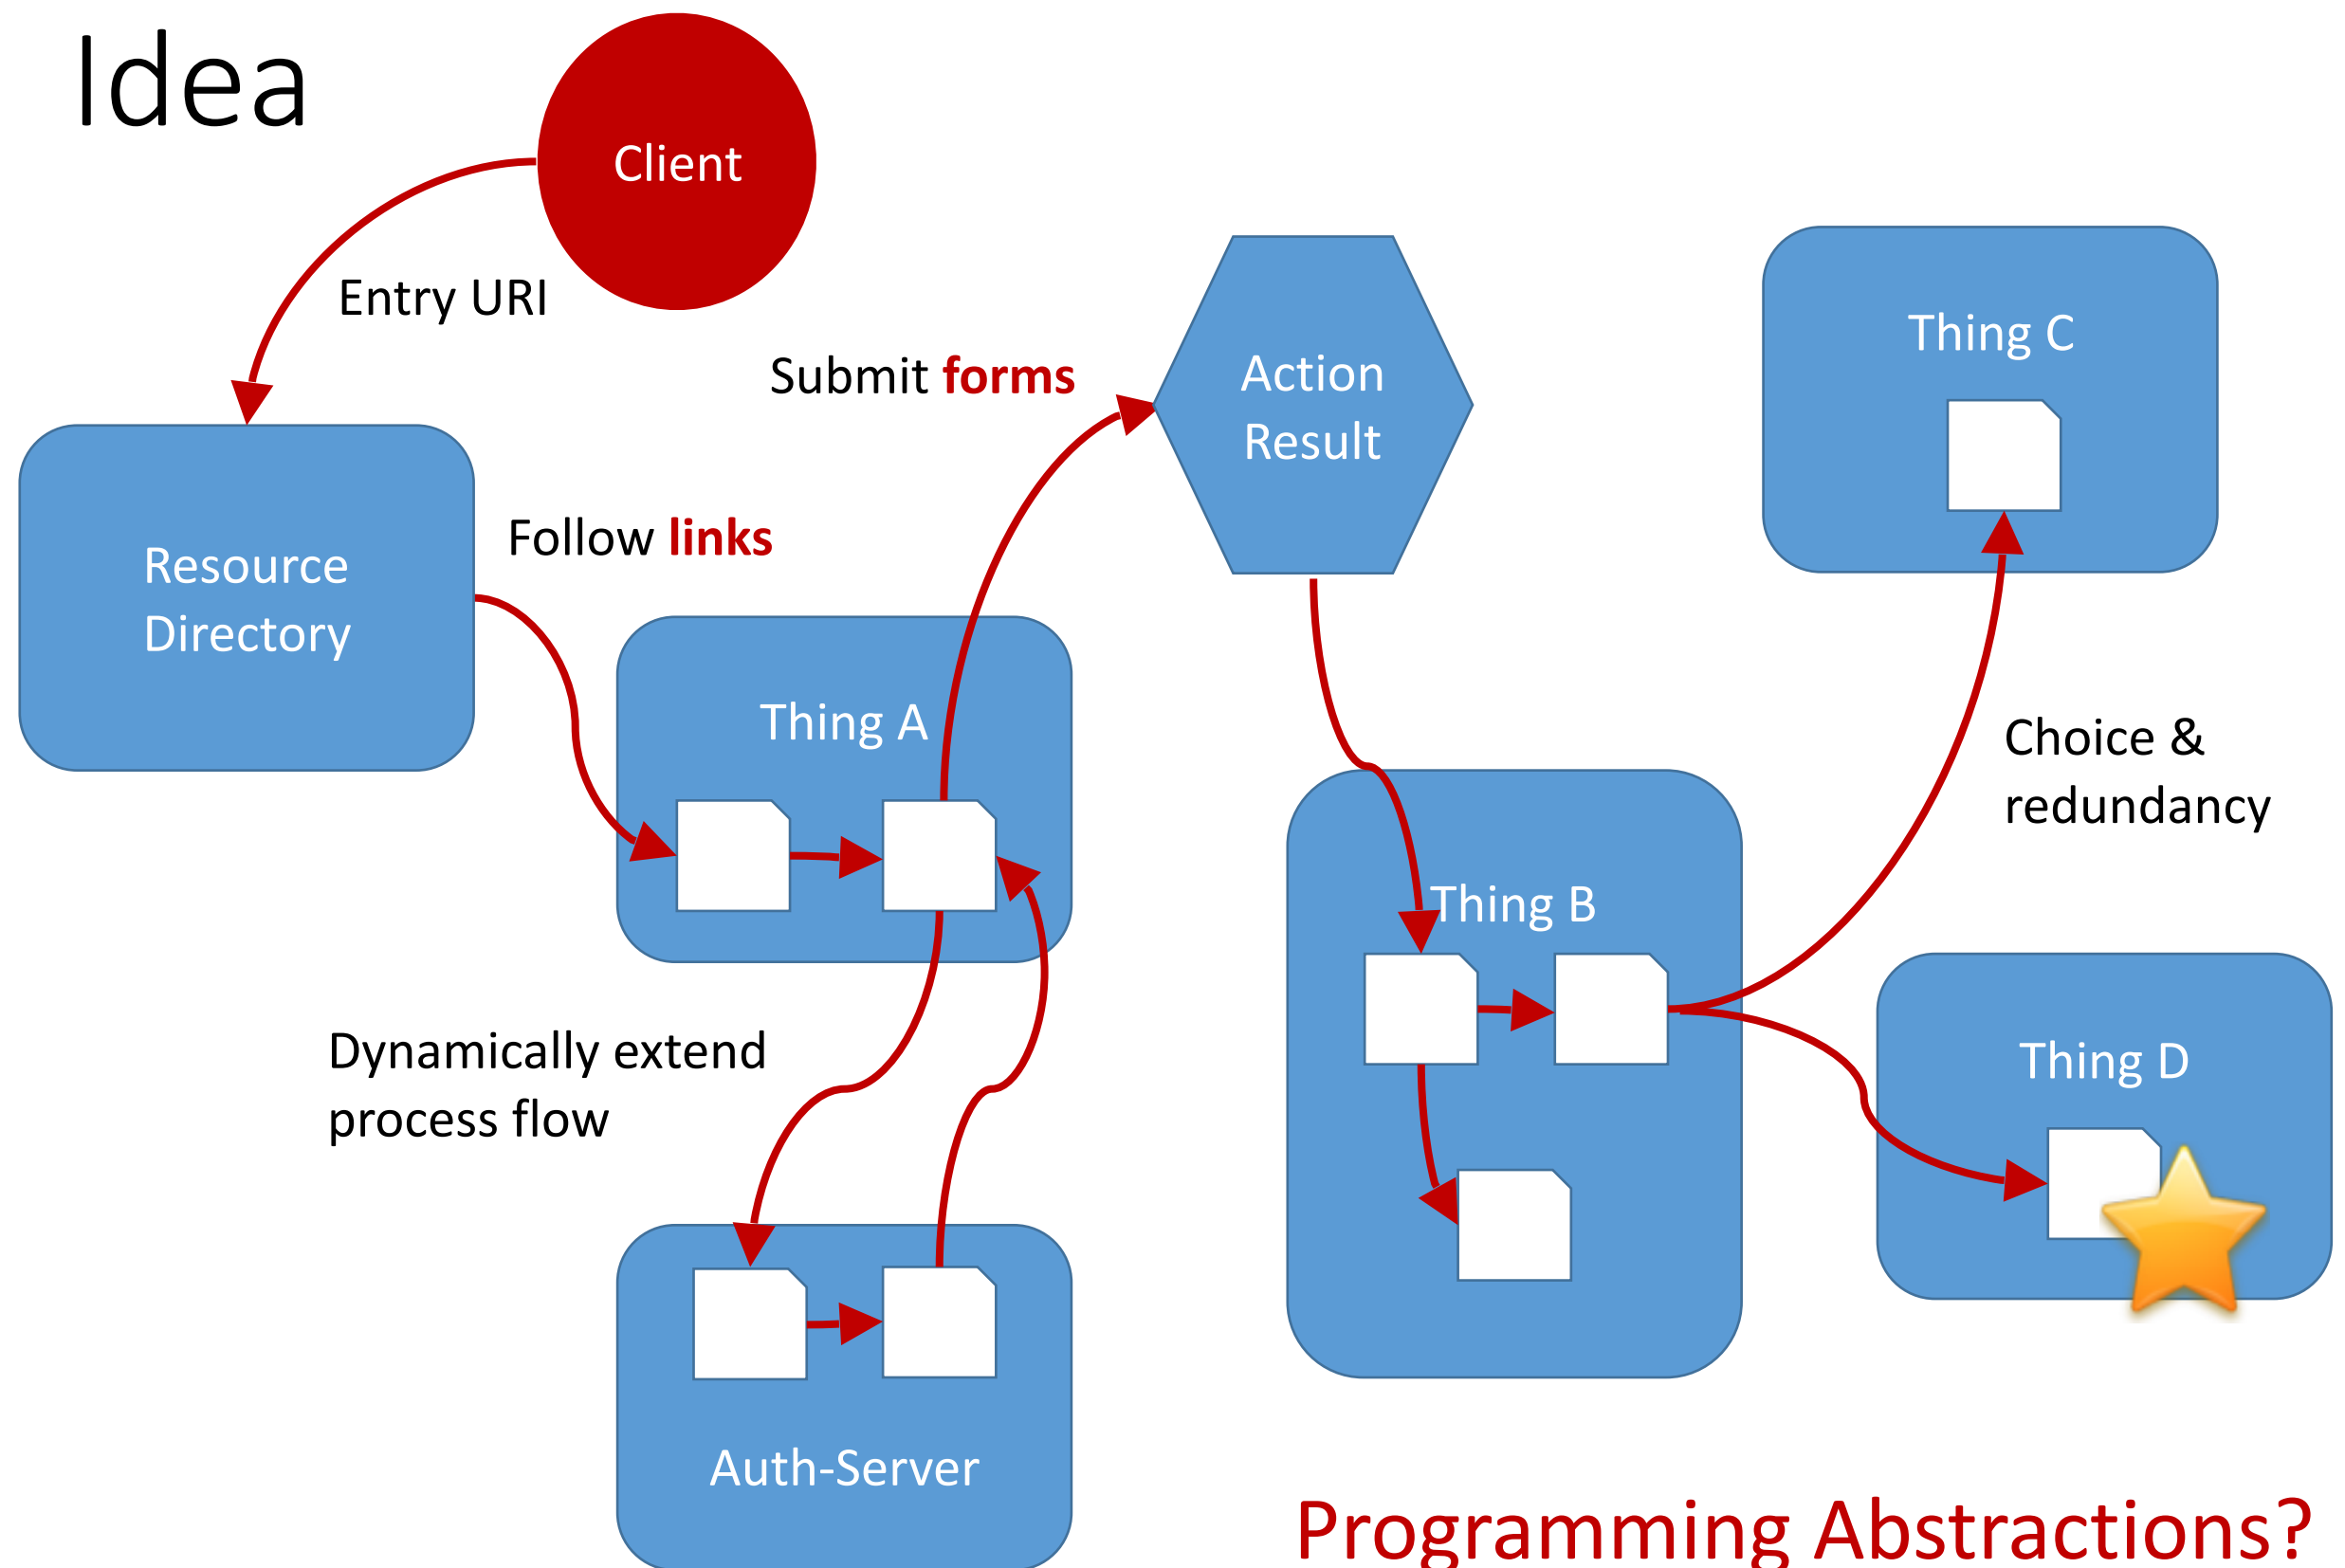 Idea
Client
Entry URI
Submit forms
Action
Result
Thing C
Follow links
Resource
Directory
Thing A
Choice &
redundancy
Thing B
Dynamically extend
process flow
Thing D
Auth-Server
Programming Abstractions?